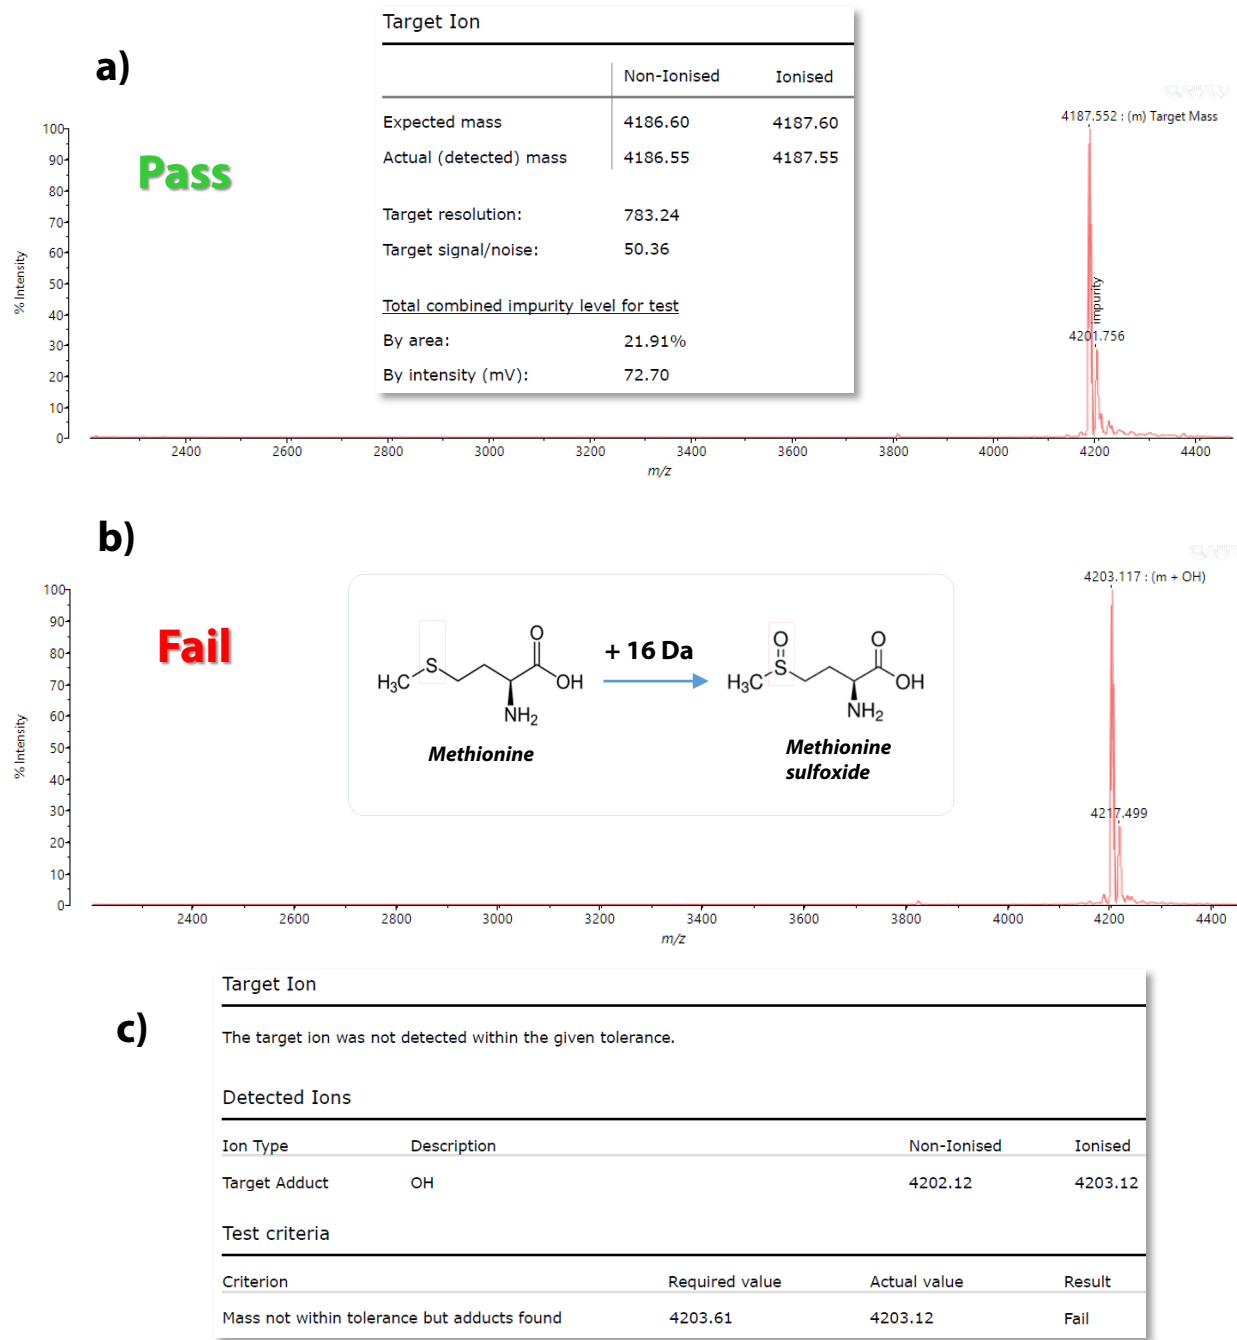 a)
Target Ion
Non-Ionised Ionised
Expected mass 4186.60 4187.60
Actual (detected) mass 4186.55 4187.55
Target resolution: 783.24
Target signal/noise: 50.36
Total combined impurity level for test
By area: 21.91%
By intensity (mV): 72.70
Pass
4187.552 : (m) Target Mass
impurity
4201.756
% Intensity
100
90
80
70
60
50
40
30
20
10
0
2400 2600 2800 3000 3200 3400 3600 3800 4000 4200 4400
m/z
b)
Fail
4203.117 : (m + OH)
4217.499
% Intensity
100
90
80
70
60
50
40
30
20
10
0
H3C S O OH NH2
+ 16 Da
H3C O S O OH NH2
Methionine
Methionine
sulfoxide
2400 2600 2800 3000 3200 3400 3600 3800 4000 4200 4400
m/z
c)
Target Ion
The target ion was not detected within the given tolerance.
Detected Ions
Ion Type Description Non-Ionised Ionised
Target Adduct OH 4202.12 4203.12
Test criteria
Criterion Required value Actual value Result
Mass not within tolerance but adducts found 4203.61 4203.12 Fail